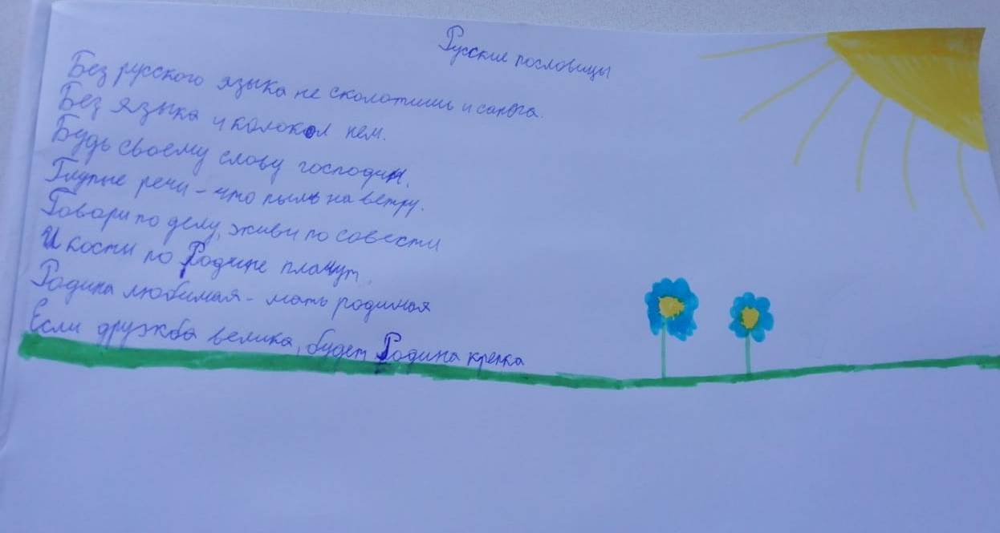 Русские пословицы
Без русского языка не сколотишь и сапога.
Без языка и колокол нем.
Будь своему слову господин.
Глупые речи - что пыль на ветру.
Говори по делу, живи по совести
И кости по Родине плачут.
Родина любимая - мать родимая
Если дружба велика, будет Родина крепка